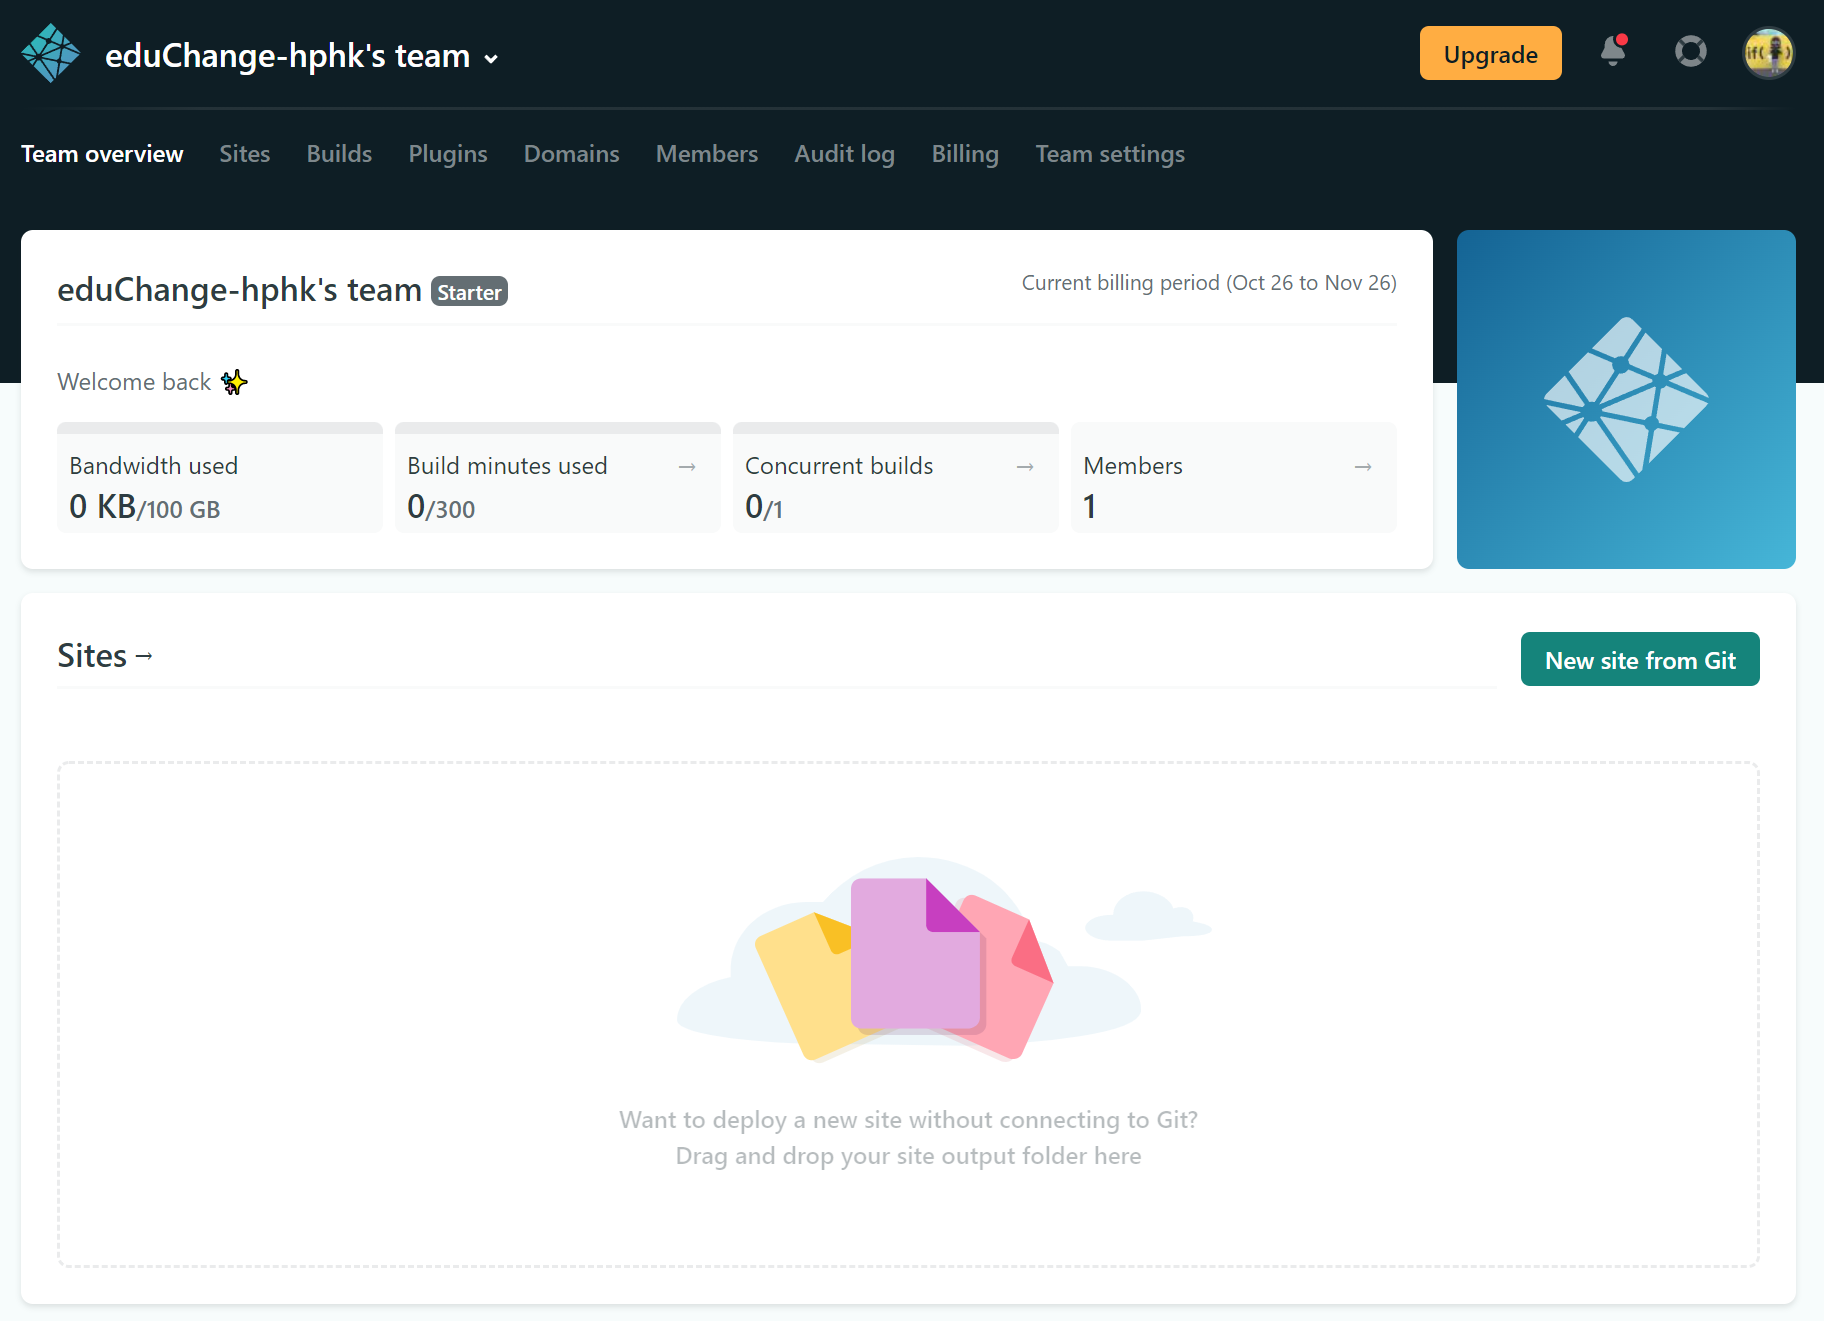 eduChange-hphk's team
Upgrade
if( )
Team overview Sites Builds Plugins Domains Members Audit log Billing Team settings
eduChange-hphk's team Starter
Current billing period (Oct 26 to Nov 26)
Welcome back
Bandwidth used
0 KB/100 GB
Build minutes used →
0/300
Concurrent builds →
0/1
Members →
1
Sites →
New site from Git
Want to deploy a new site without connecting to Git?
Drag and drop your site output folder here